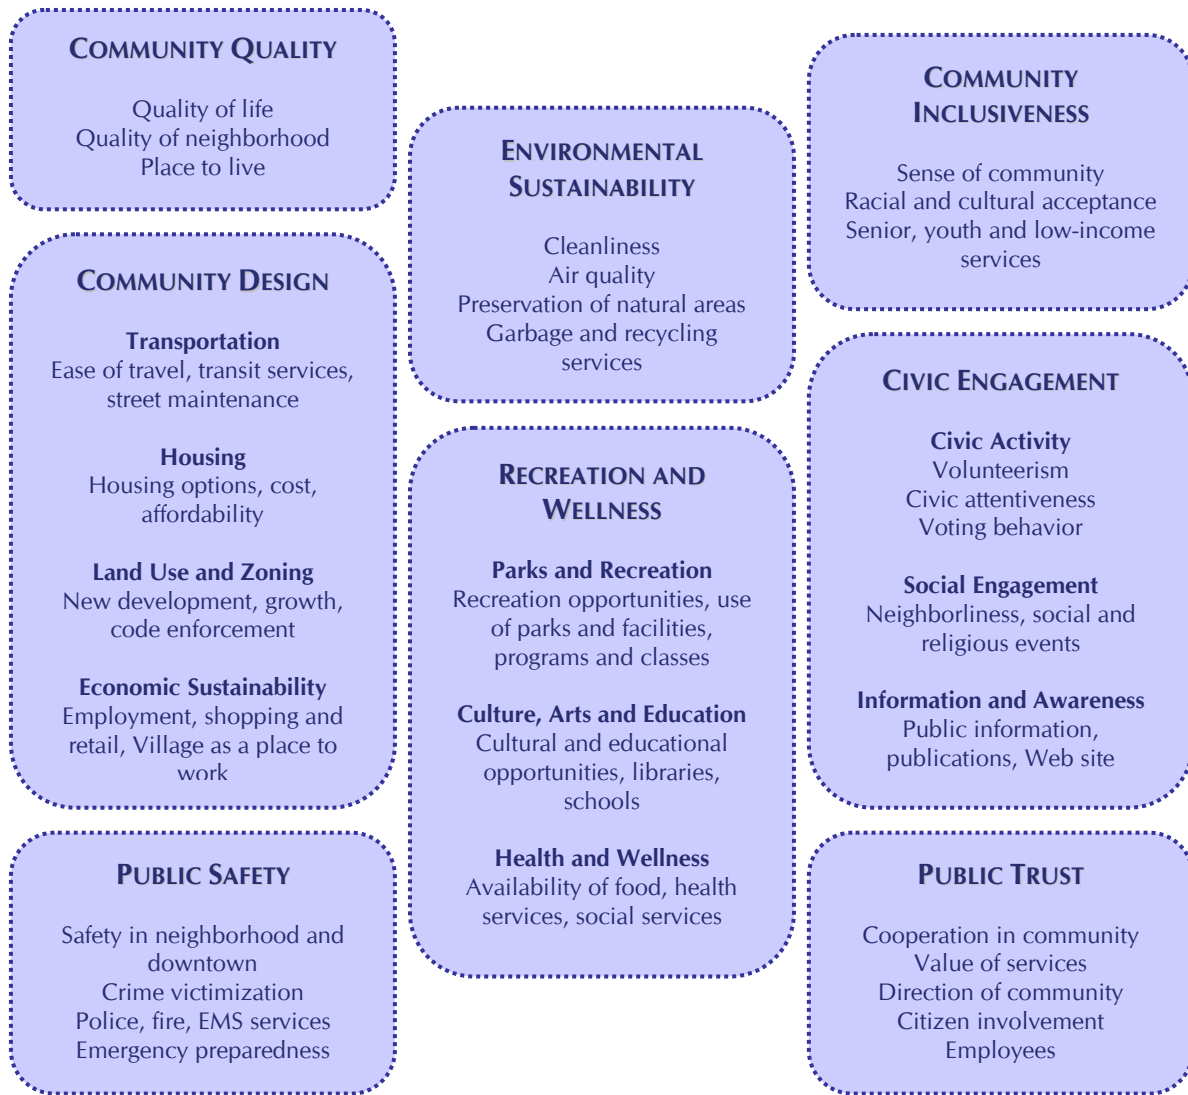 COMMUNITY QUALITY
Quality of life
Quality of neighborhood
Place to live
COMMUNITY DESIGN
Transportation
Ease of travel, transit services,
street maintenance
Housing
Housing options, cost,
affordability
Land Use and Zoning
New development, growth,
code enforcement
Economic Sustainability
Employment, shopping and
retail, Village as a place to
work
PUBLIC SAFETY
Safety in neighborhood and
downtown
Crime victimization
Police, fire, EMS services
Emergency preparedness
ENVIRONMENTAL
SUSTAINABILITY
Cleanliness
Air quality
Preservation of natural areas
Garbage and recycling
services
RECREATION AND
WELLNESS
Parks and Recreation
Recreation opportunities, use
of parks and facilities,
programs and classes
Culture, Arts and Education
Cultural and educational
opportunities, libraries,
schools
Health and Wellness
Availability of food, health
services, social services
COMMUNITY
INCLUSIVENESS
Sense of community
Racial and cultural acceptance
Senior, youth and low-income
services
CIVIC ENGAGEMENT
Civic Activity
Volunteerism
Civic attentiveness
Voting behavior
Social Engagement
Neighborliness, social and
religious events
Information and Awareness
Public information,
publications, Web site
PUBLIC TRUST
Cooperation in community
Value of services
Direction of community
Citizen involvement
Employees